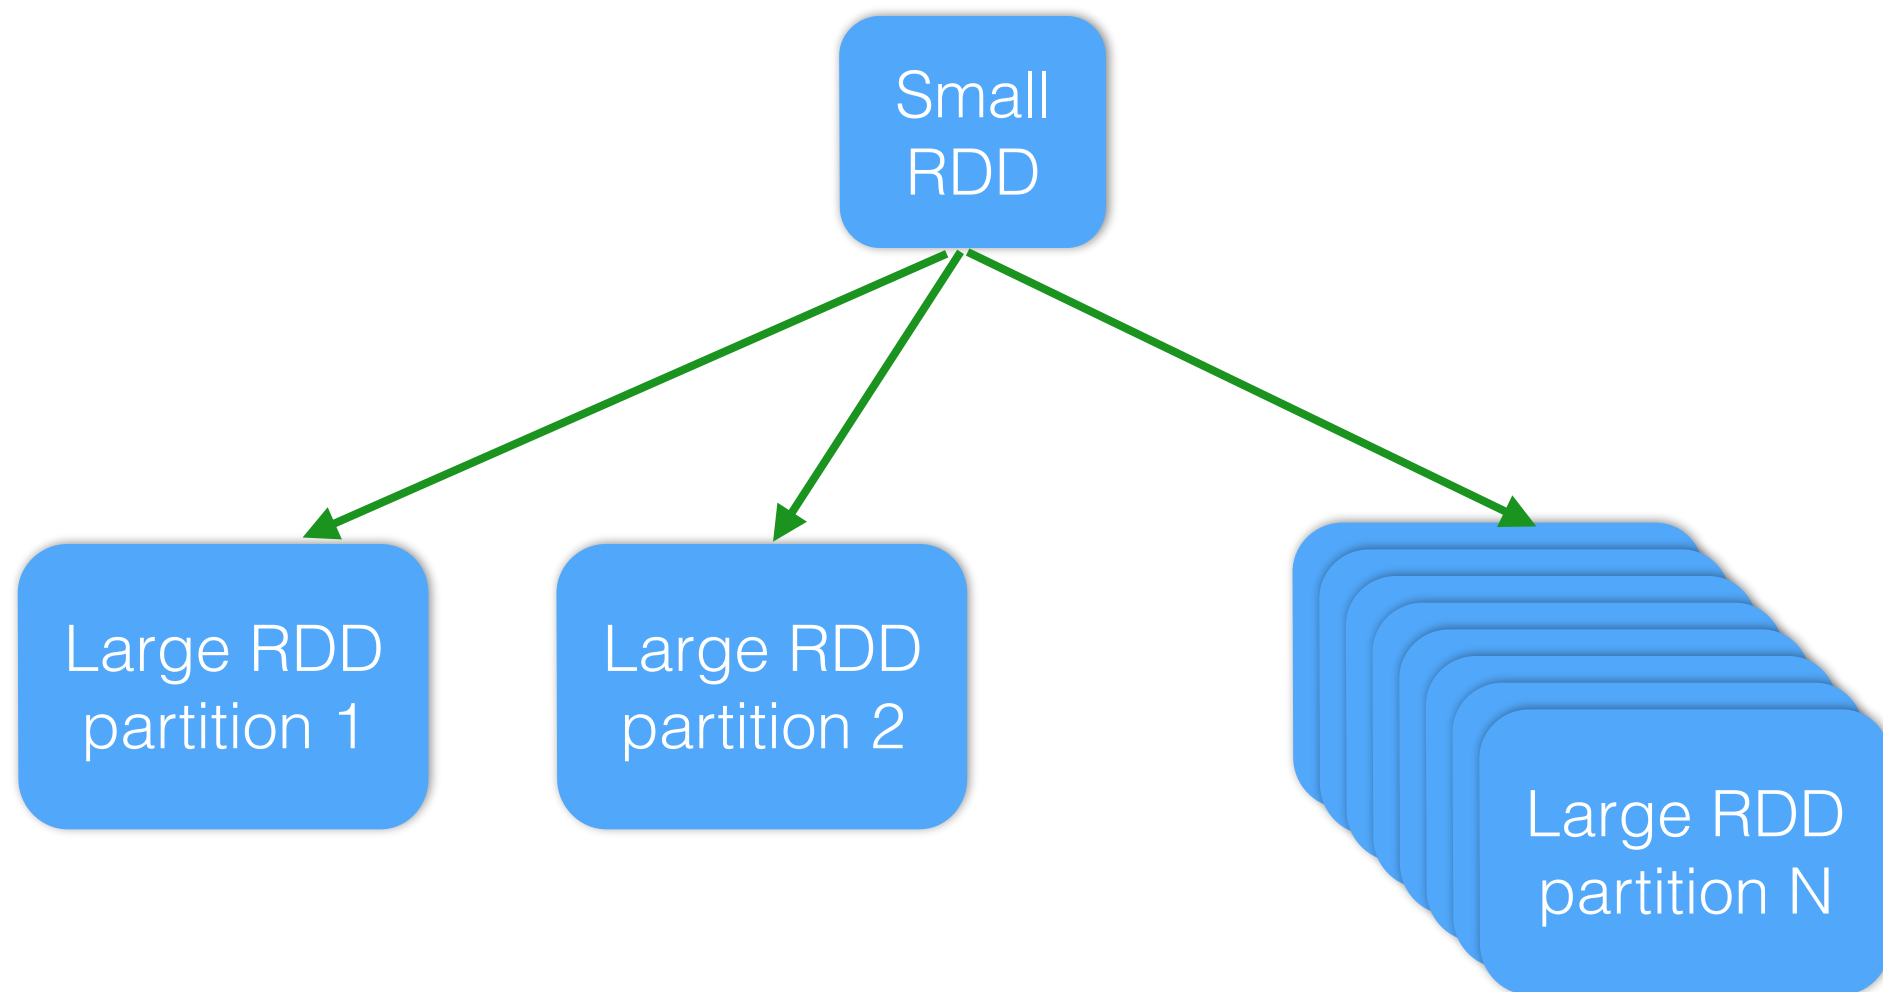 Small
RDD
Large RDD
partition 1
Large RDD
partition 2
Large RDD
partition N